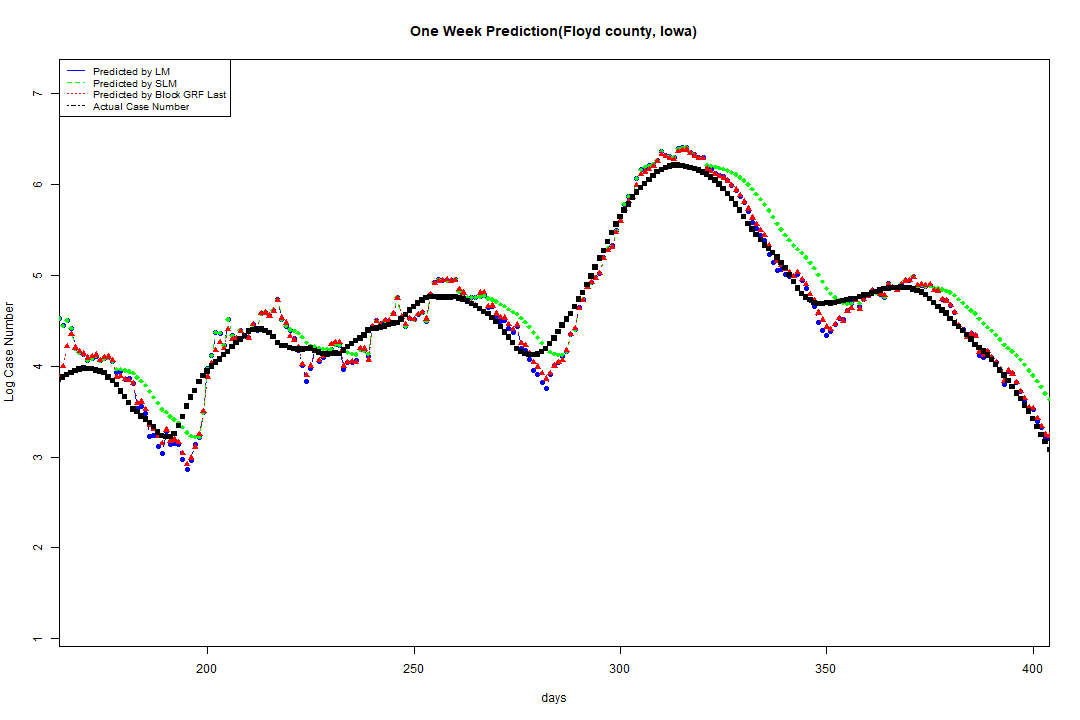 One Week Prediction(Floyd county, Iowa)
Predicted by LM
Predicted by SLM
Predicted by Block GRF Last
Actual Case Number
7
6
5
4
3
2
1
Log Case Number
200 250 300 350 400
days